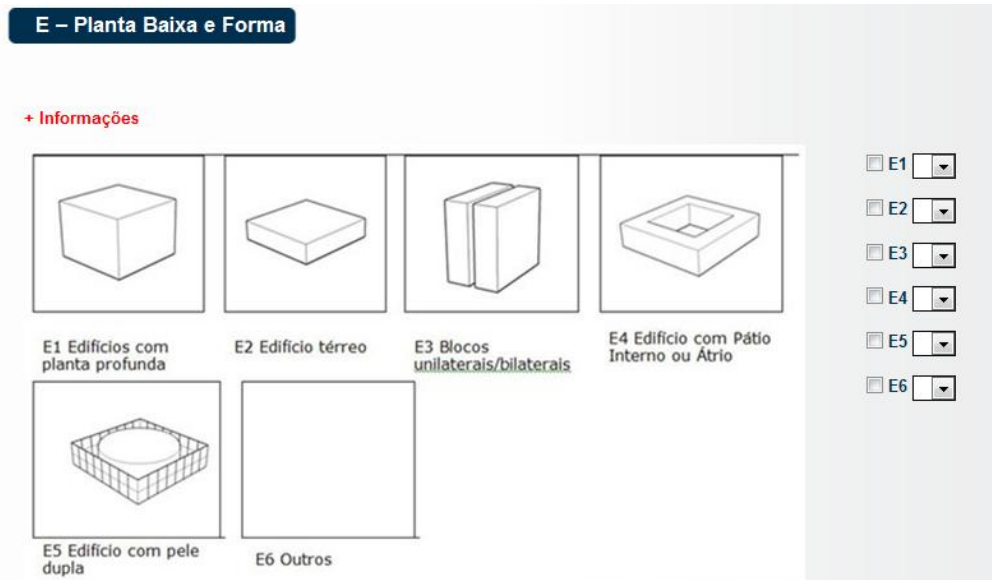 E – Planta Baixa e Forma
+ Informações
E1
E2
E3
E4
E5
E6
E1 Edifícios com
planta profunda
E2 Edifício térreo
E3 Blocos
unilaterais/bilaterais
E4 Edifício com Pátio
Interno ou Átrio
E5 Edifício com pele
dupla
E6 Outros